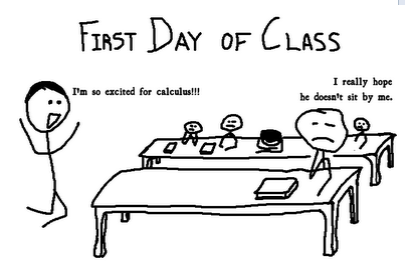 First Day of Class
I'm so excited for calculus!!!
I really hope
he doesn't sit by me.